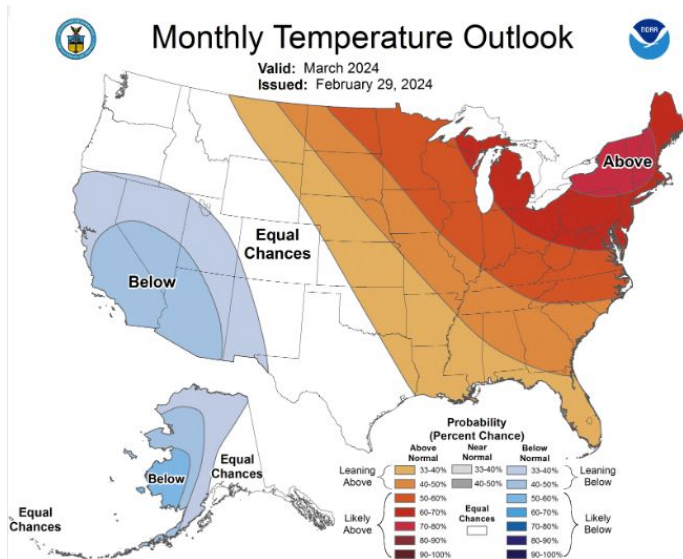 Monthly Temperature Outlook
NOAA
Valid: March 2024
Issued: February 29, 2024
Above
Equal
Chances
Below
Below
Equal
Chances
Equal
Chances
Probability
(Percent Chance)
Above
Normal
Near
Normal
Below
Normal
Leaning
Above
33-40%
33-40%
33-40%
Leaning
Below
40-50%
40-50%
40-50%
Likely
Above
50-60%
50-60%
60-70%
60-70%
70-80%
70-80%
80-90%
80-90%
90-100%
90-100%
Equal
Chances
Likely
Below